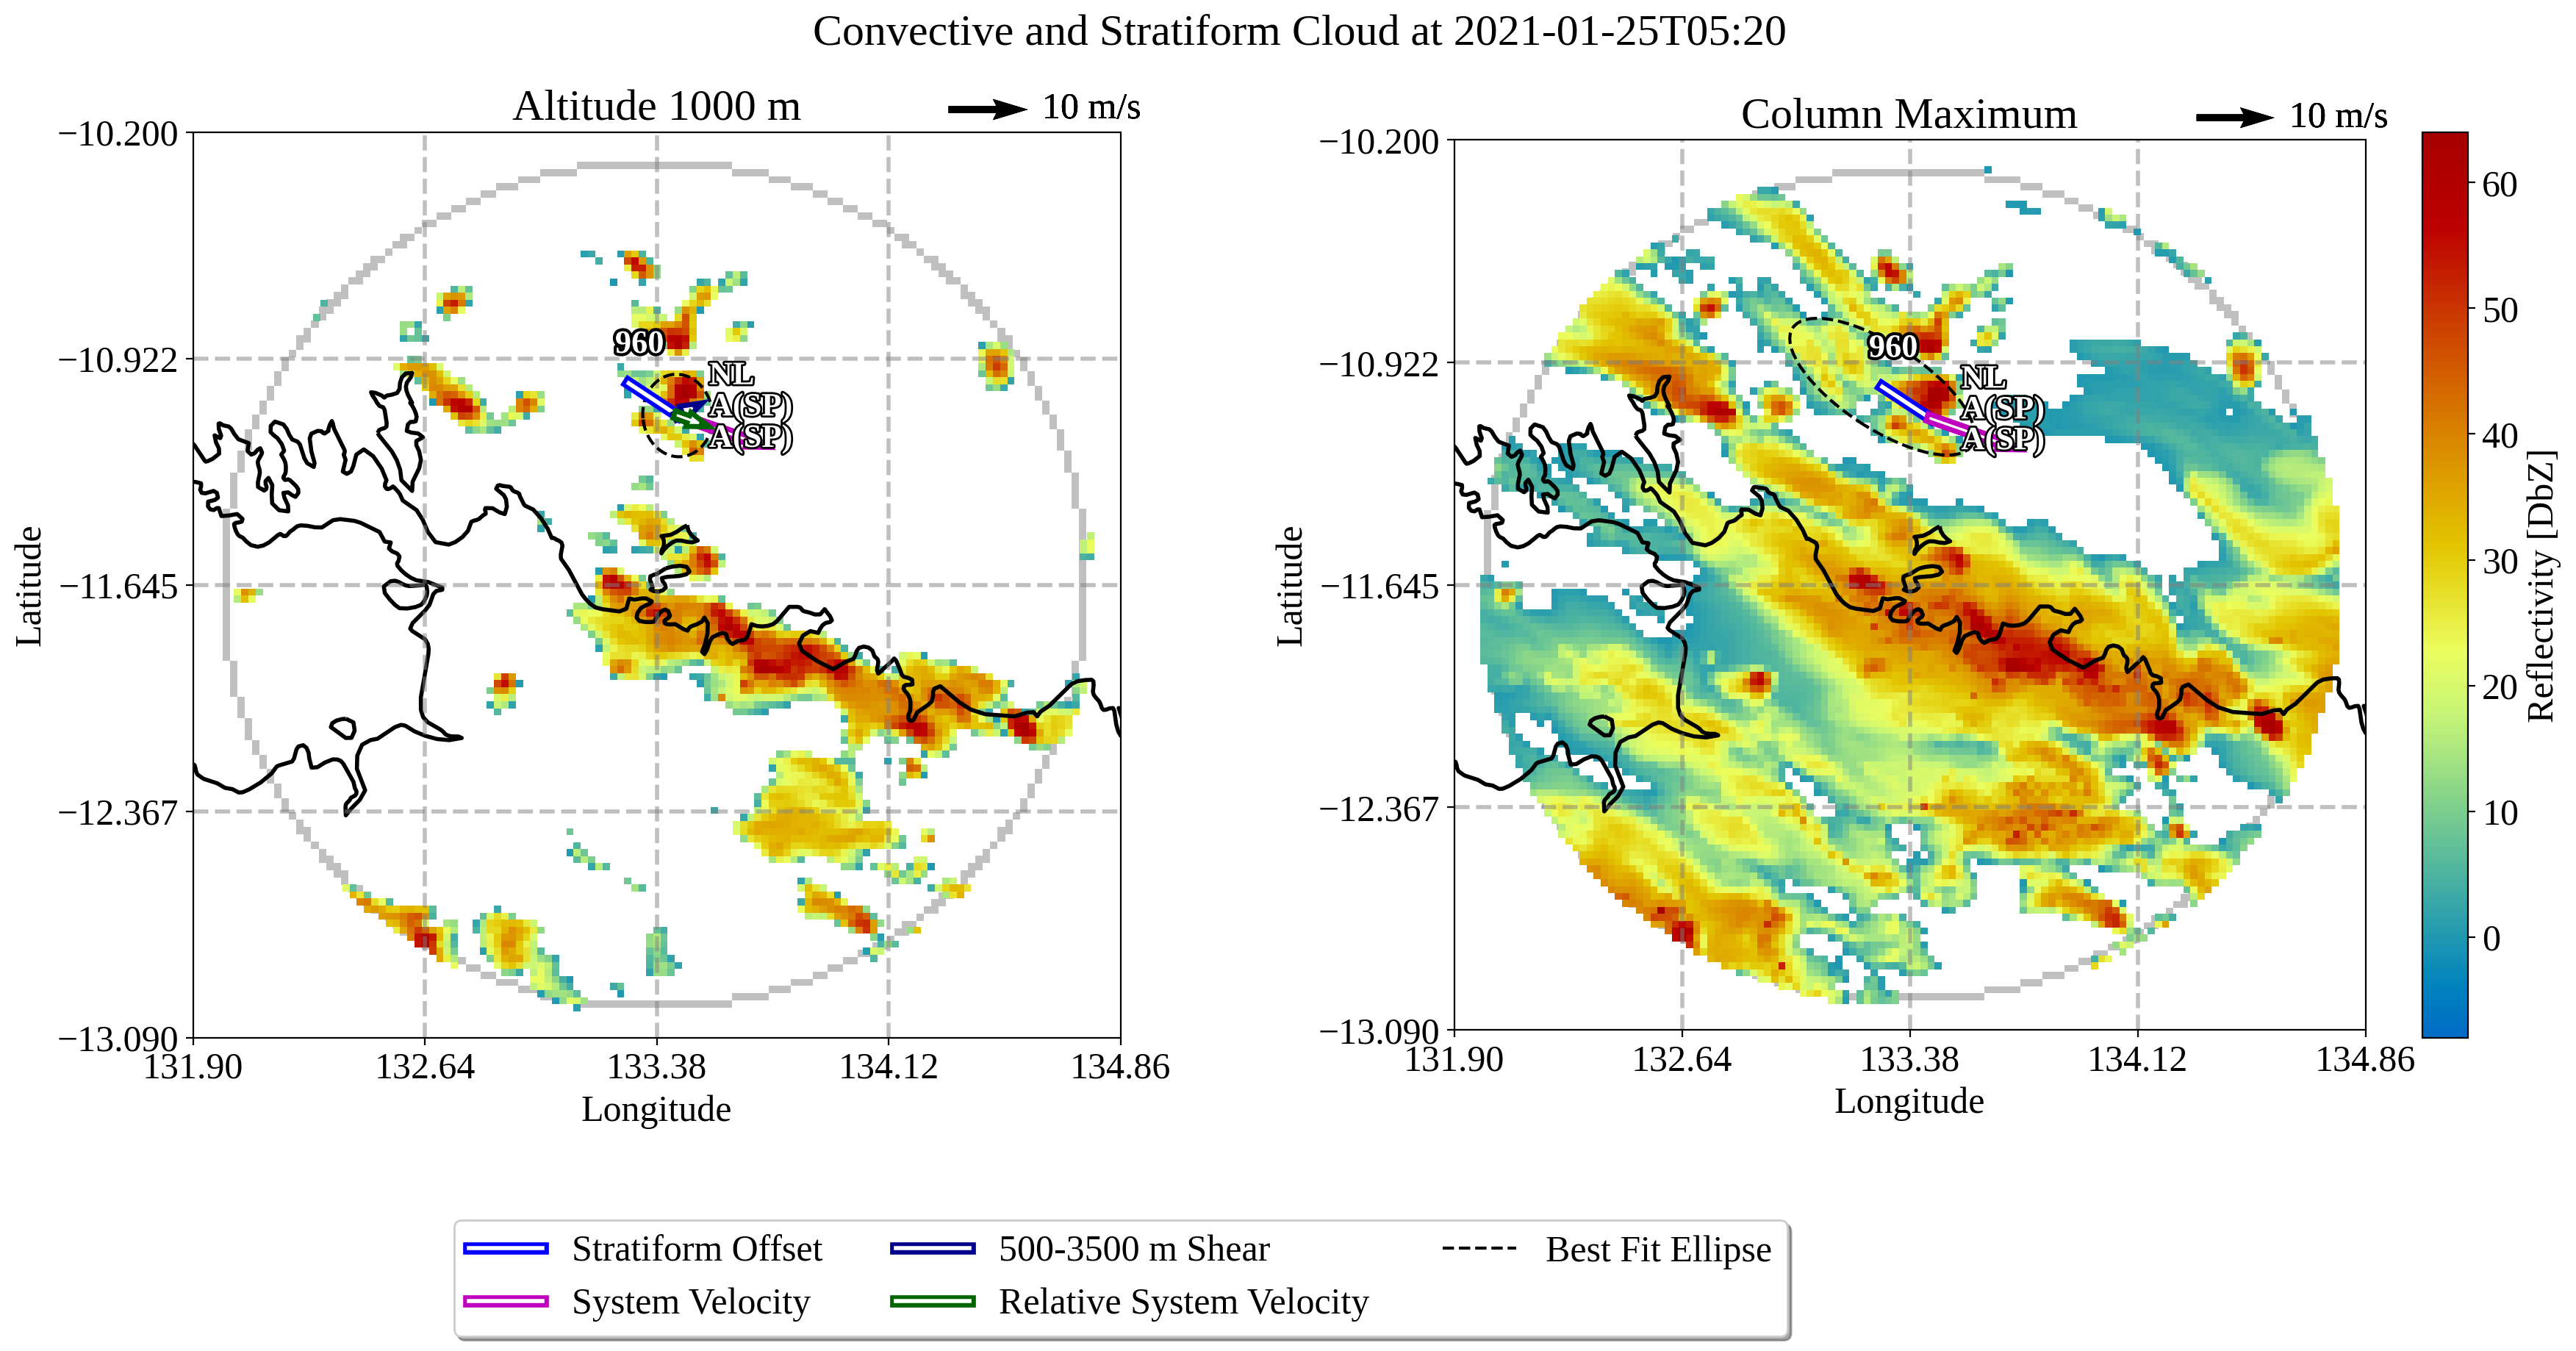 Convective and Stratiform Cloud at 2021-01-25T05:20
Altitude 1000 m
10 m/s
−10.200
−10.922
−11.645
−12.367
−13.090
Latitude
960
NL
A(SP)
A(SP)
131.90
132.64
133.38
134.12
134.86
Longitude
Column Maximum
10 m/s
−10.200
−10.922
−11.645
−12.367
−13.090
Latitude
960
NL
A(SP)
A(SP)
131.90
132.64
133.38
134.12
134.86
Longitude
60
50
40
30
20
10
0
Reflectivity [DbZ]
Stratiform Offset
System Velocity
500-3500 m Shear
Relative System Velocity
Best Fit Ellipse